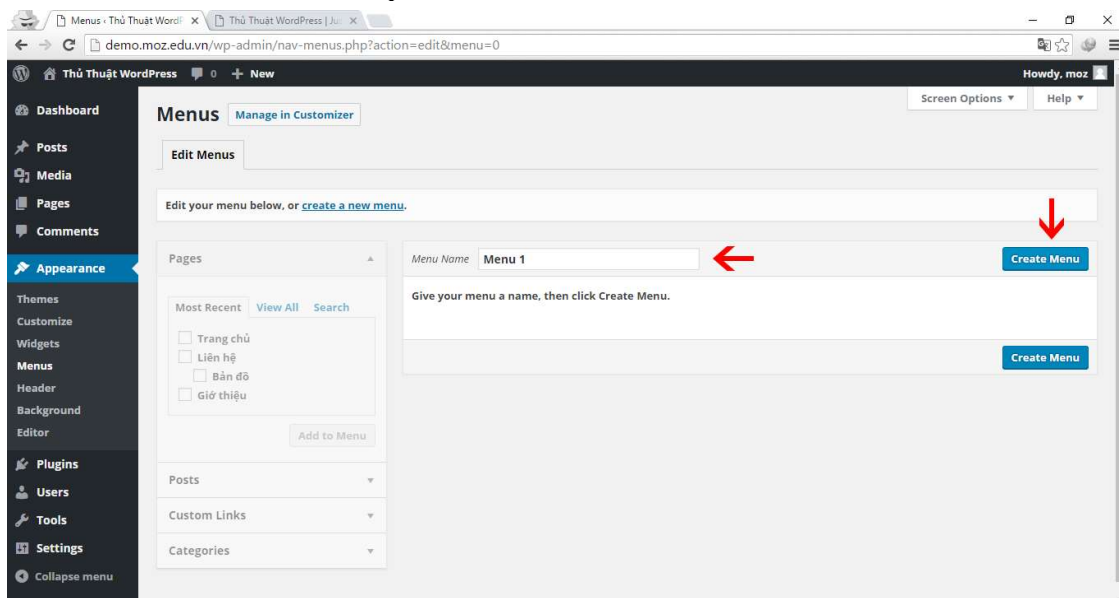 Menus ‹ Thủ Thuật WordP
Thủ Thuật WordPress | Ju
demo.moz.edu.vn/wp-admin/nav-menus.php?action=edit&menu=0
Thủ Thuật WordPress 0 + New Howdy, moz
Screen Options Help
Dashboard
Posts
Media
Pages
Comments
Appearance
Themes
Customize
Widgets
Menus
Header
Background
Editor
Plugins
Users
Tools
Settings
Collapse menu
Menus Manage in Customizer
Edit Menus
Edit your menu below, or create a new menu.
Pages
Most Recent View All Search
Trang chủ
Liên hệ
Bản đồ
Giớ thiệu
Add to Menu
Posts
Custom Links
Categories
Menu Name Menu 1 Create Menu
Give your menu a name, then click Create Menu.
Create Menu